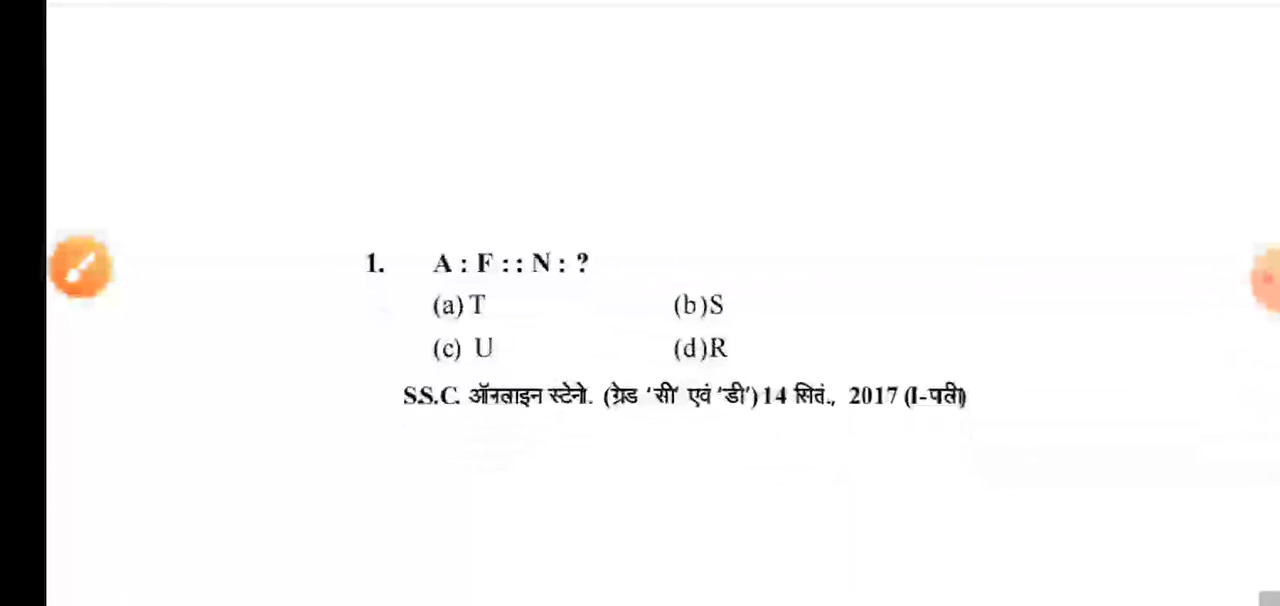 1. A : F : : N : ?
(a) T (b) S
(c) U (d) R
S.S.C. ऑनलाइन स्टेनो. (ग्रेड ‘सी’ एवं ‘डी’) 14 सितं., 2017 (I-पाली)